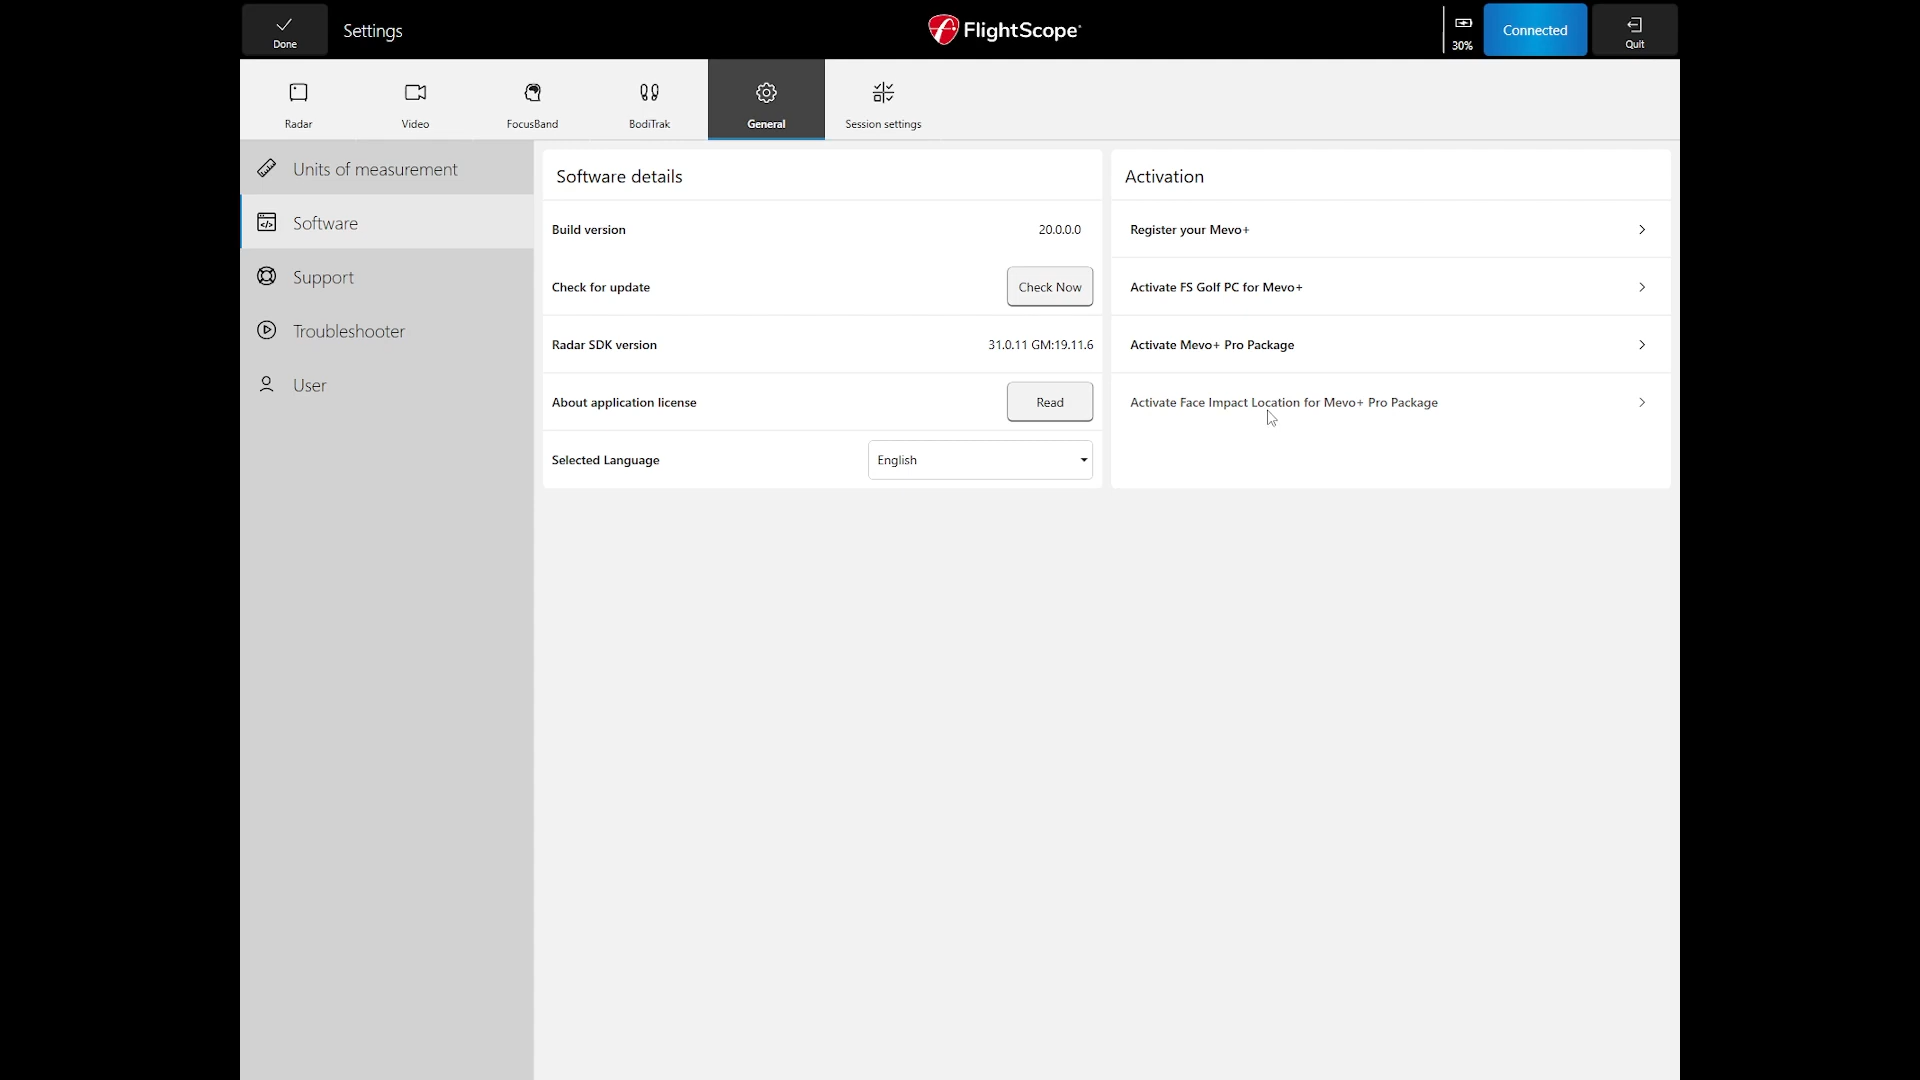 Done
Settings
FlightScope
30%
Connected
Quit
Radar
Video
FocusBand
BodiTrak
General
Session settings
Units of measurement
Software
Support
Troubleshooter
User
Software details
Build version 20.0.0.0
Check for update Check Now
Radar SDK version 31.0.11 GM:19.11.6
About application license Read
Selected Language English
Activation
Register your Mevo+
Activate FS Golf PC for Mevo+
Activate Mevo+ Pro Package
Activate Face Impact Location for Mevo+ Pro Package